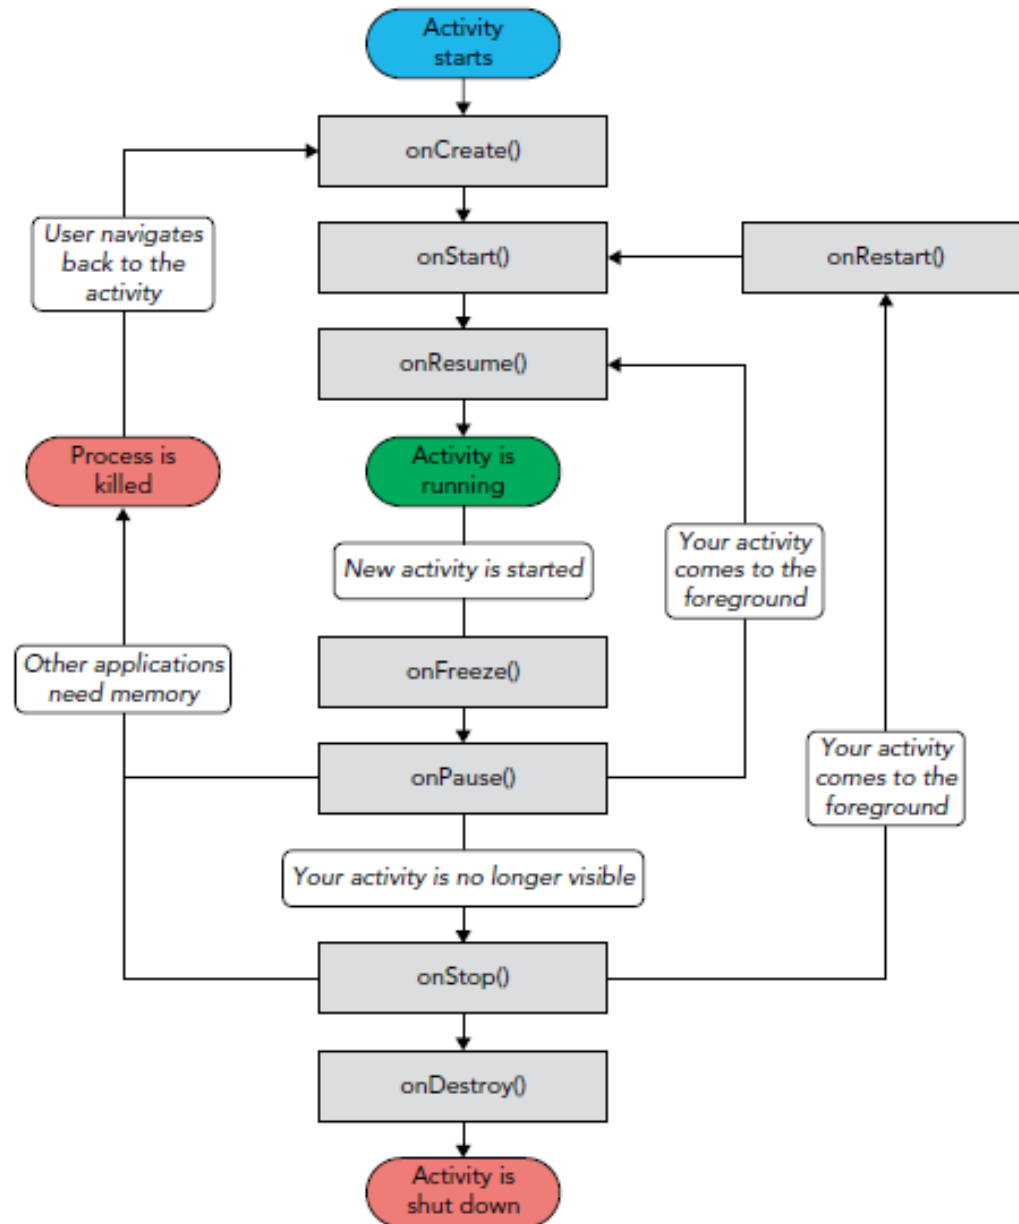 Activity
starts
onCreate()
User navigates
back to the
activity
onStart()
onRestart()
onResume()
Process is
killed
Activity is
running
New activity is started
Your activity
comes to the
foreground
Other applications
need memory
onFreeze()
onPause()
Your activity
comes to the
foreground
Your activity is no longer visible
onStop()
onDestroy()
Activity is
shut down